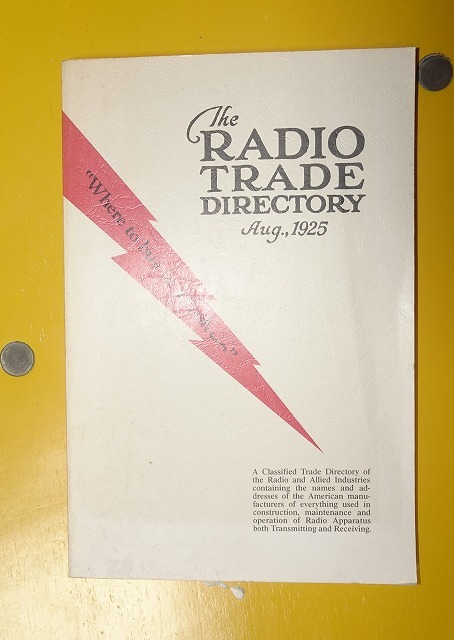 The
RADIO
TRADE
DIRECTORY
Aug., 1925
"Where to buy
A Classified Trade Directory of
the Radio and Allied Industries
containing the names and ad-
dresses of the American manu-
facturers of everything used in
construction, maintenance and
operation of Radio Apparatus
both Transmitting and Receiving.